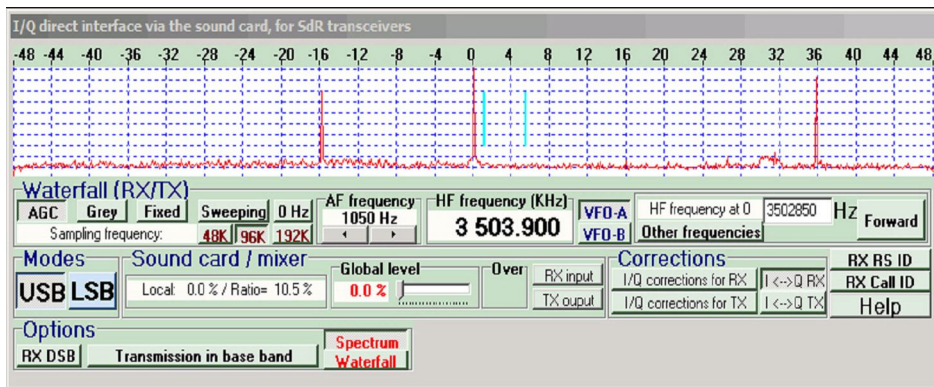 I/Q direct interface via the sound card, for SdR transceivers
-48 -44 -40 -36 -32 -28 -24 -20 -16 -12 -8 -4 0 4 8 12 16 20 24 28 32 36 40 44 48
Waterfall (RX/TX)
AGC Grey Fixed Sweeping 0 Hz
Sampling frequency: 48K 96K 192K
AF frequency
1050 Hz
HF frequency (KHz)
3 503.900
VFO-A
VFO-B
HF frequency at 0 3502850 Hz
Other frequencies
Forward
Modes
USB LSB
Sound card / mixer
Local: 0.0 % / Ratio= 10.5 %
Global level
0.0 %
Over
RX input
TX ouput
Corrections
I/Q corrections for RX I <--> Q RX
I/Q corrections for TX I <--> Q TX
RX RS ID
RX Call ID
Help
Options
RX DSB Transmission in base band
Spectrum
Waterfall